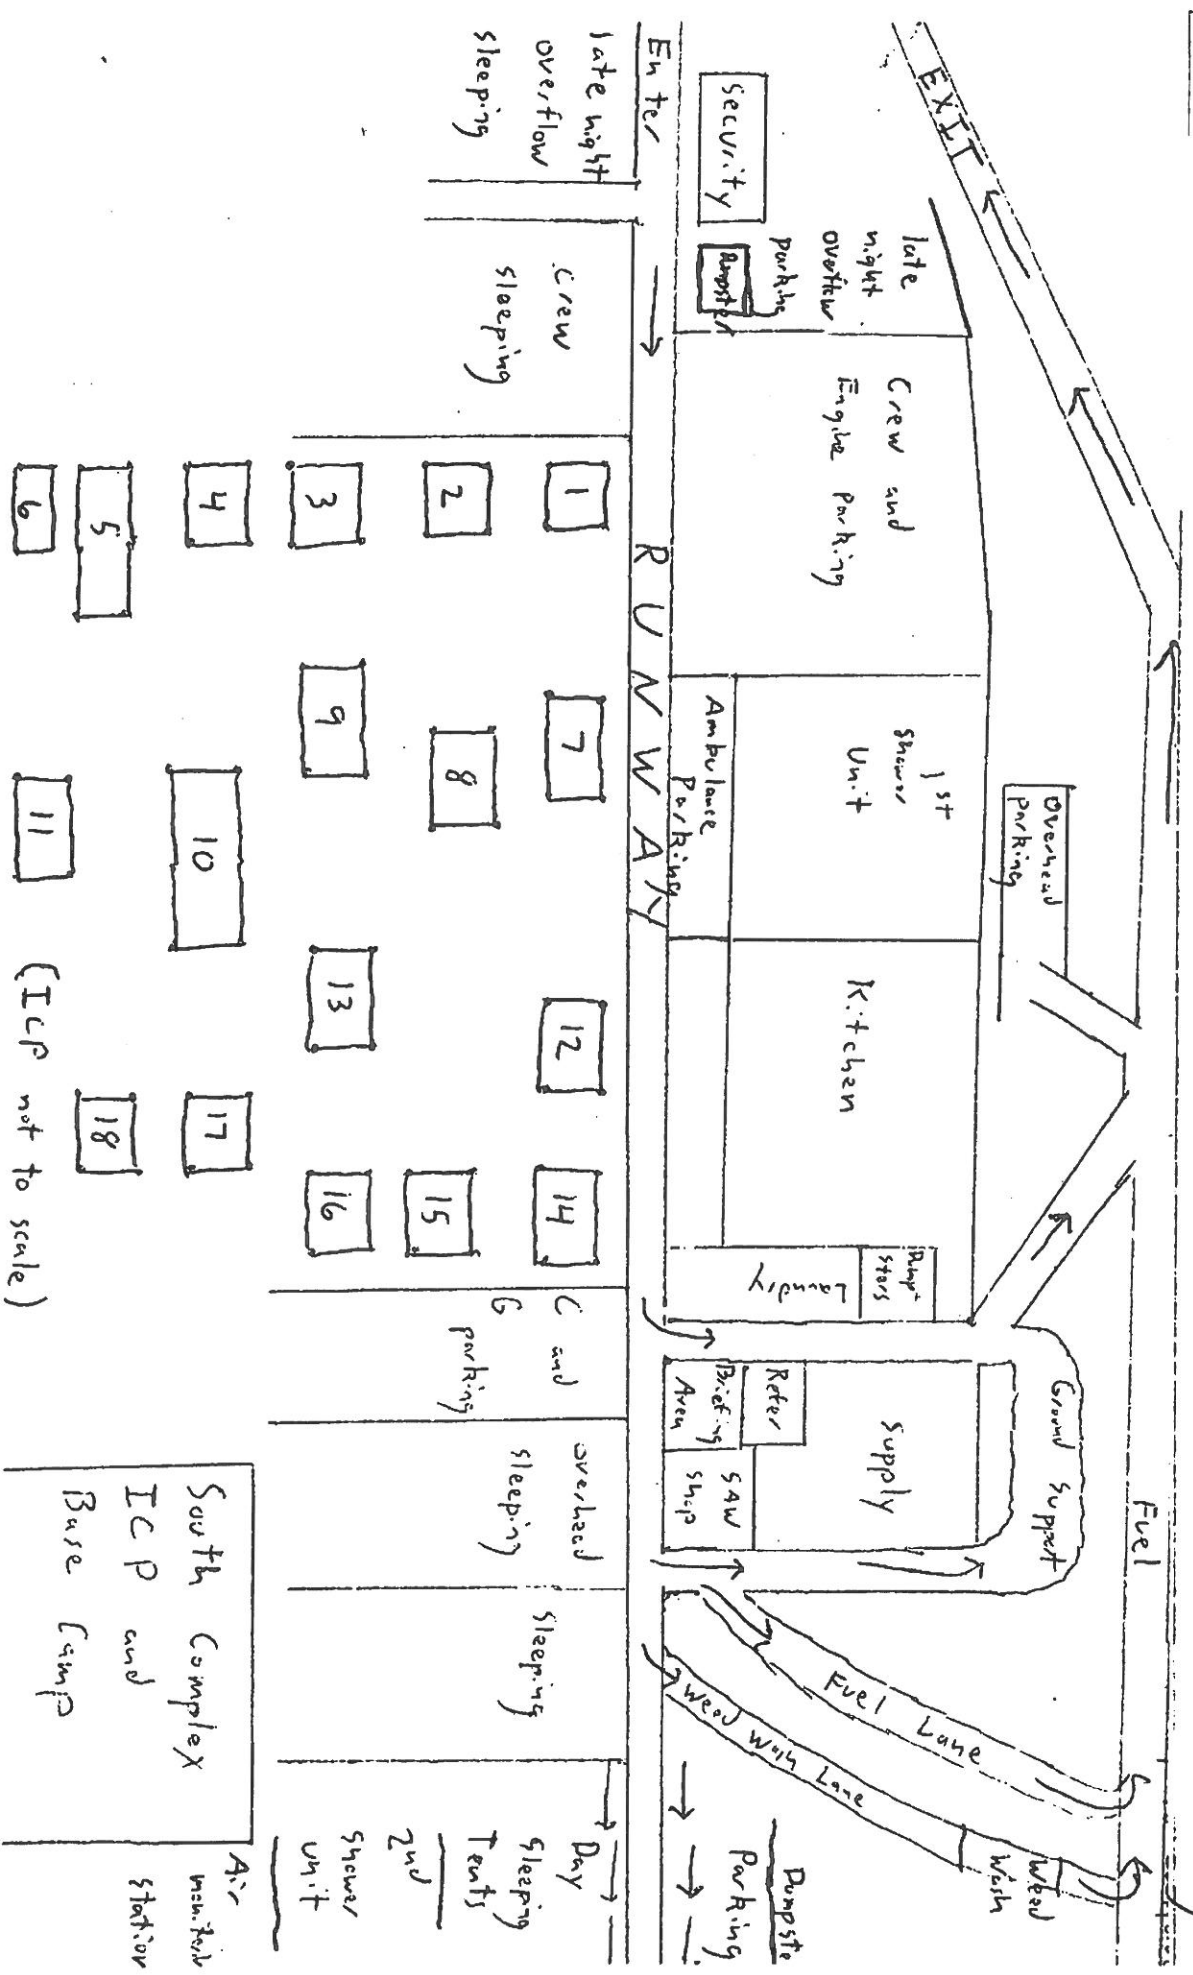 EXIT
Enter
Security
Dumpster
late
night
overflow
parking
late night
overflow
sleeping
Crew
sleeping
Crew and
Engine parking
1st
shower
Unit
Ambulance
Parking
overhead
parking
Kitchen
Dump-
sters
Laundry
RUNWAY
1
2
3
4
5
6
7
8
9
10
11
12
13
14
15
16
17
18
(ICP not to scale)
C and
G
parking
overhead
sleeping
Sleeping
Refer
Briefing
Area
SAW
shop
Supply
Ground Support
Fuel
Fuel Lane
Weed Wash Lane
Weed
Wash
Dumpste
Parking
Day
Sleeping
Tents
2nd
shower
unit
Air
monitor
station
South Complex
ICP and
Base Camp